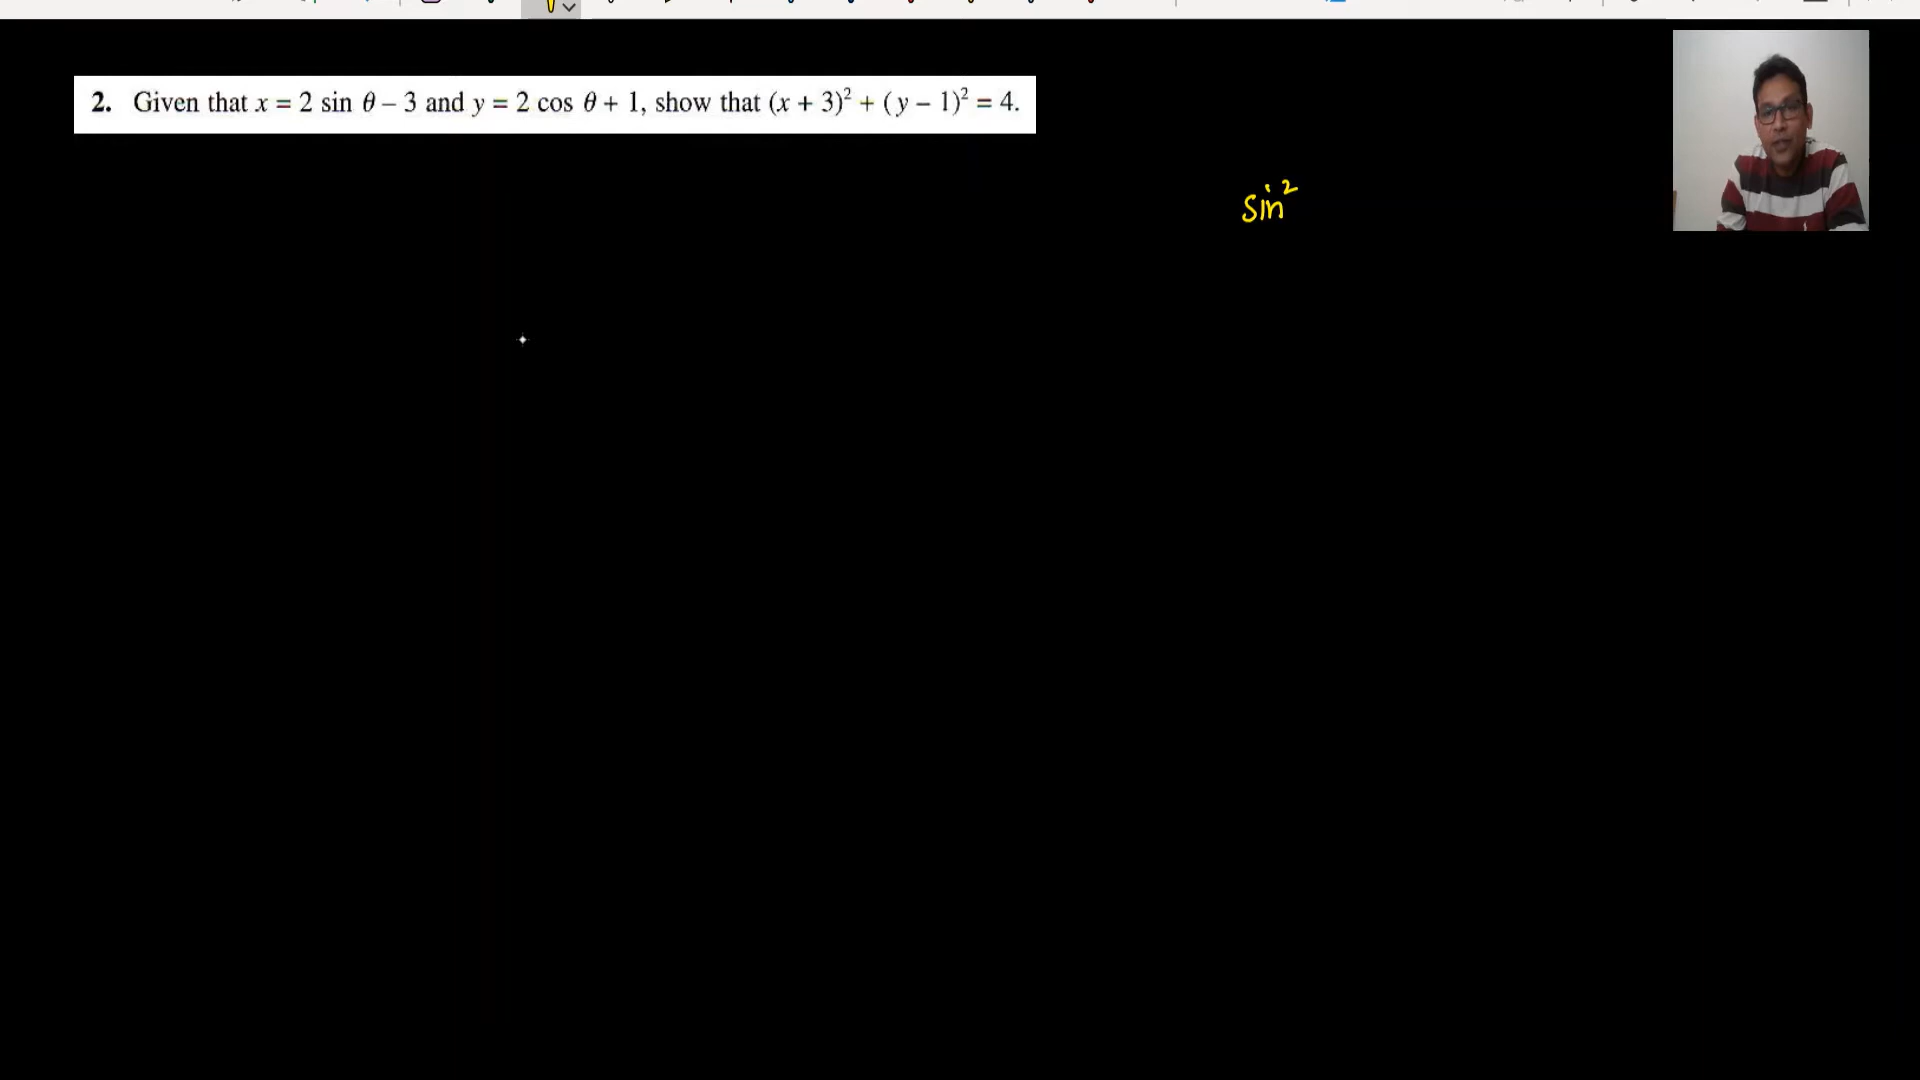 2. Given that x = 2 sin θ – 3 and y = 2 cos θ + 1, show that (x + 3)² + (y – 1)² = 4.
sin²